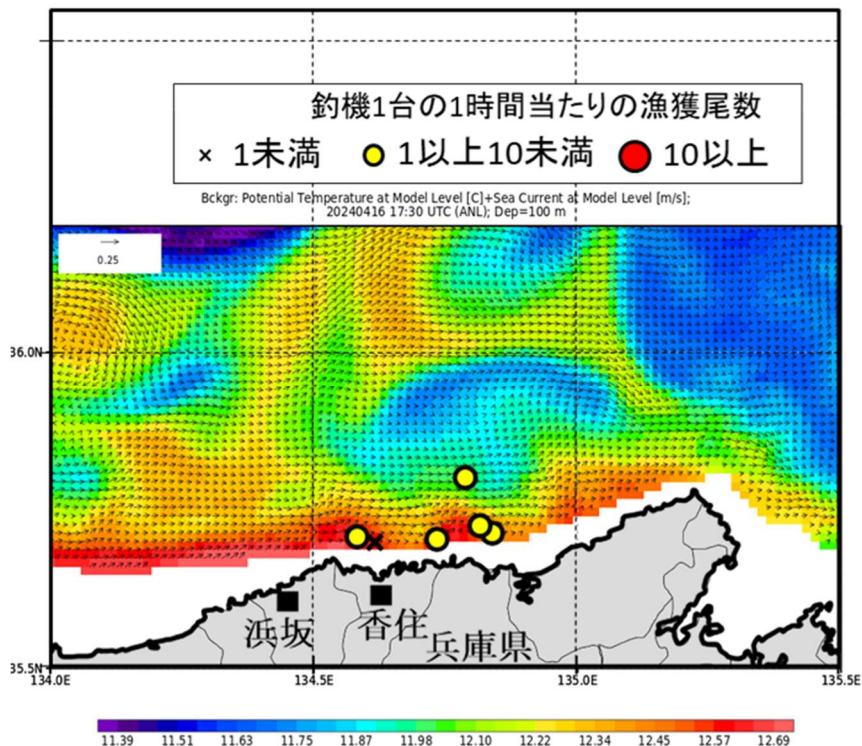 釣機1台の1時間当たりの漁獲尾数
× 1未満 1以上10未満 10以上
Bckgr: Potential Temperature at Model Level [C]+Sea Current at Model Level [m/s];
20240416 17:30 UTC (ANL); Dep=100 m
0.25
36.0N
浜坂
香住
兵庫県
35.5N
134.0E 134.5E 135.0E 135.5E
11.39 11.51 11.63 11.75 11.87 11.98 12.10 12.22 12.34 12.45 12.57 12.69